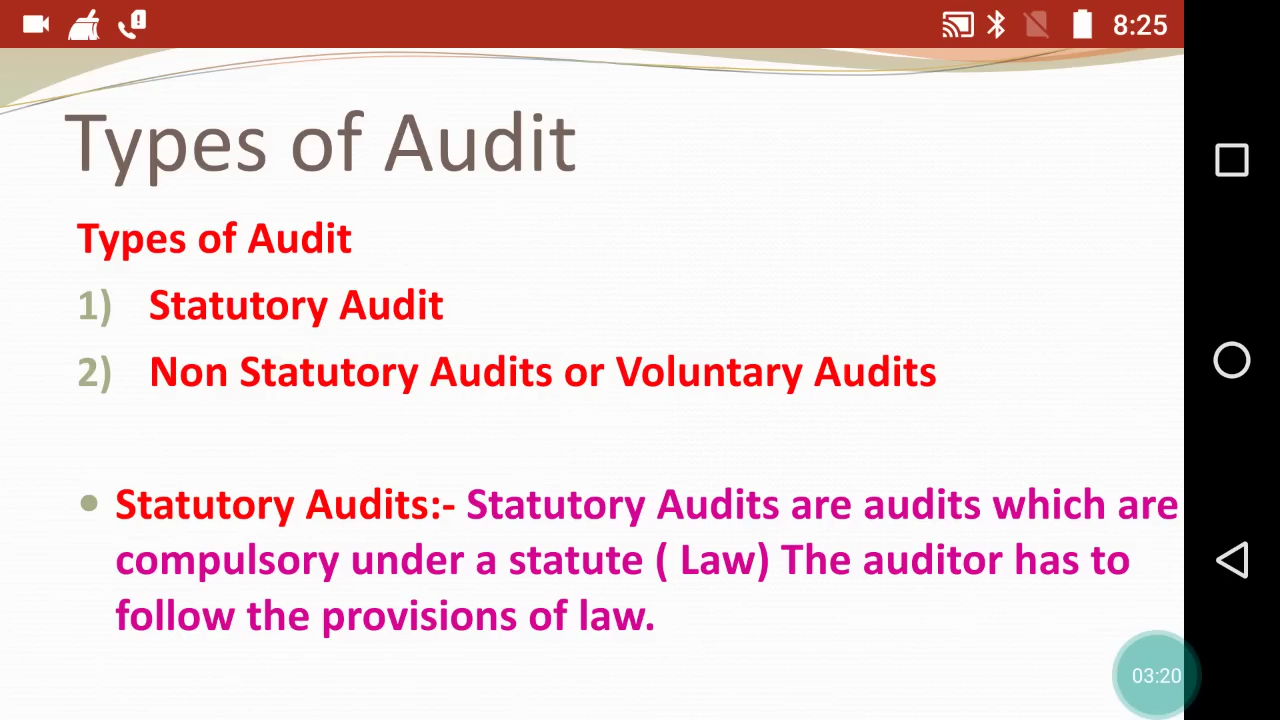 8:25
Types of Audit
Types of Audit
1) Statutory Audit
2) Non Statutory Audits or Voluntary Audits
• Statutory Audits:- Statutory Audits are audits which are
compulsory under a statute ( Law) The auditor has to
follow the provisions of law.
03:20